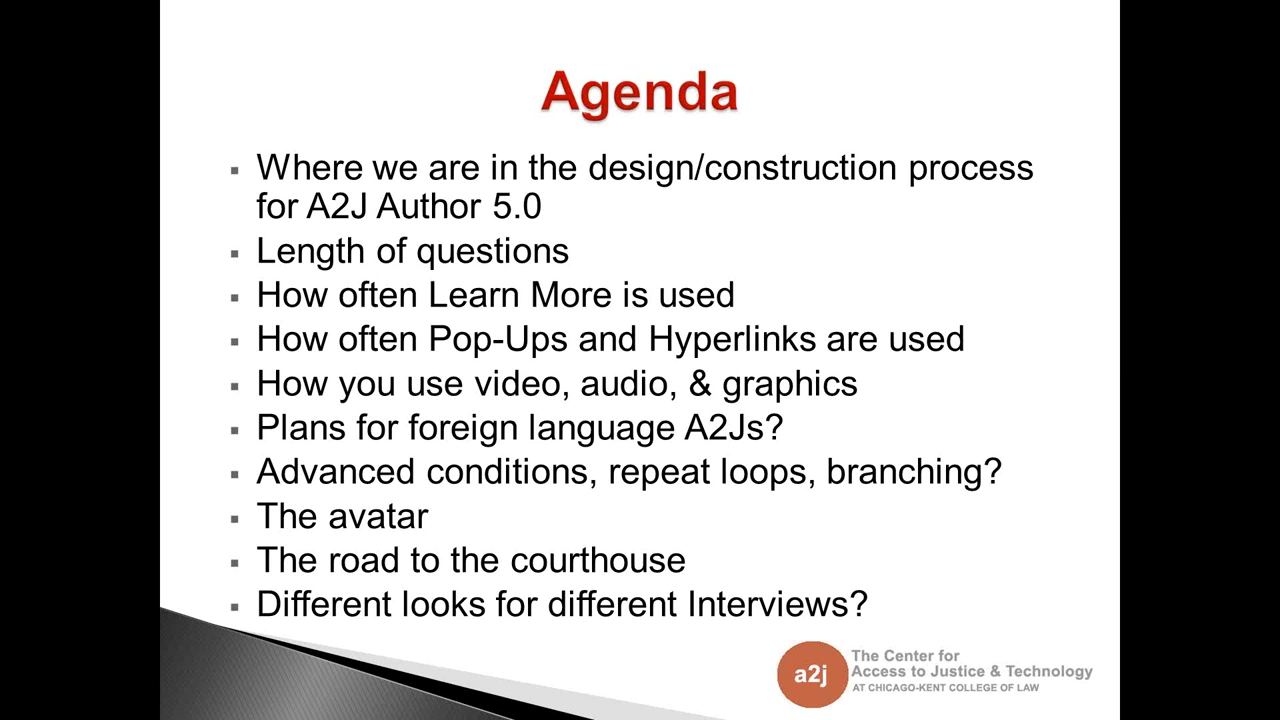 Agenda
▪ Where we are in the design/construction process
for A2J Author 5.0
▪ Length of questions
▪ How often Learn More is used
▪ How often Pop-Ups and Hyperlinks are used
▪ How you use video, audio, & graphics
▪ Plans for foreign language A2Js?
▪ Advanced conditions, repeat loops, branching?
▪ The avatar
▪ The road to the courthouse
▪ Different looks for different Interviews?
a2j
The Center for
Access to Justice & Technology
AT CHICAGO-KENT COLLEGE OF LAW